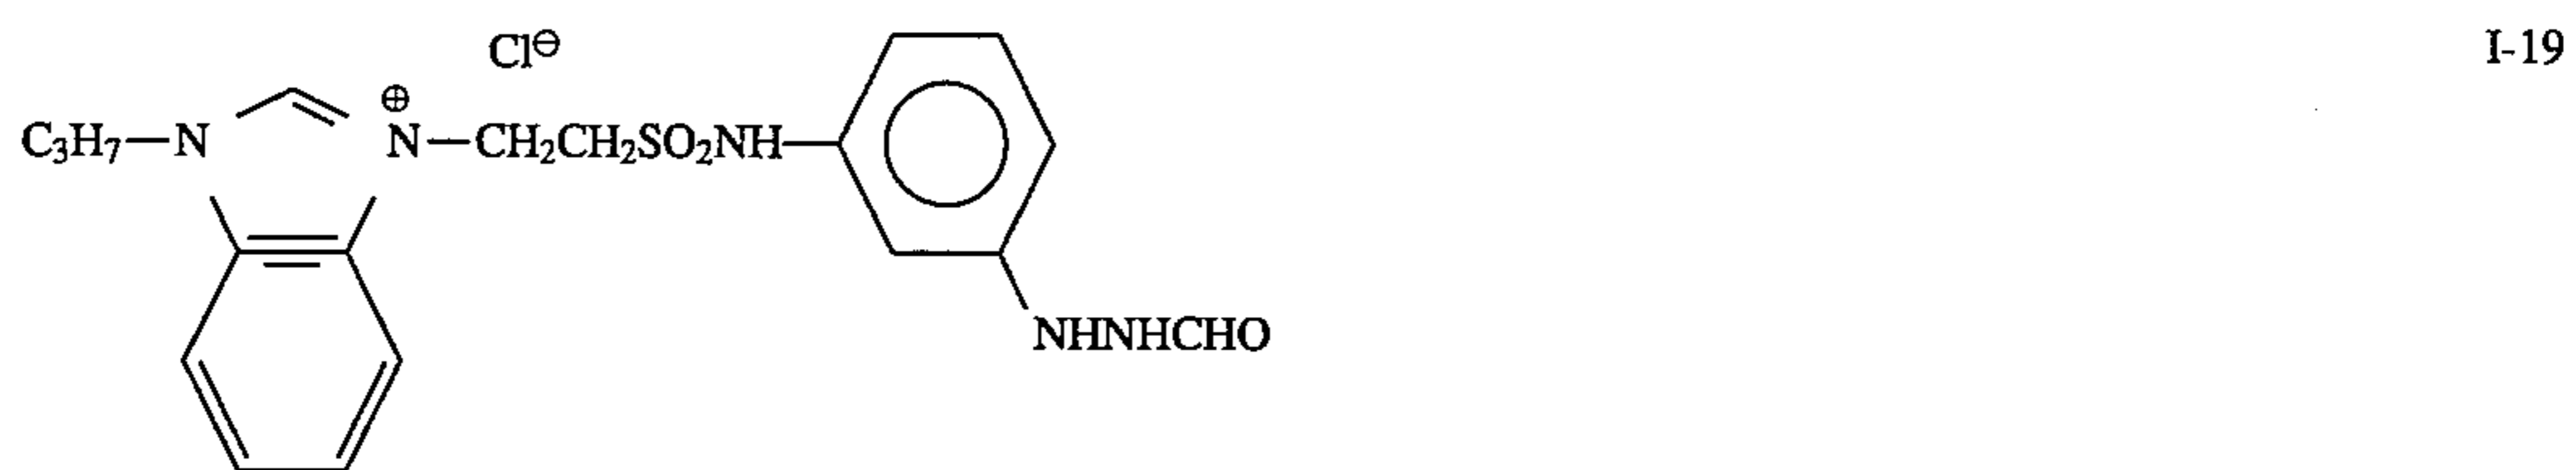 Cl⊖
I-19
⊕
C₃H₇—N
N—CH₂CH₂SO₂NH
NHNHCHO